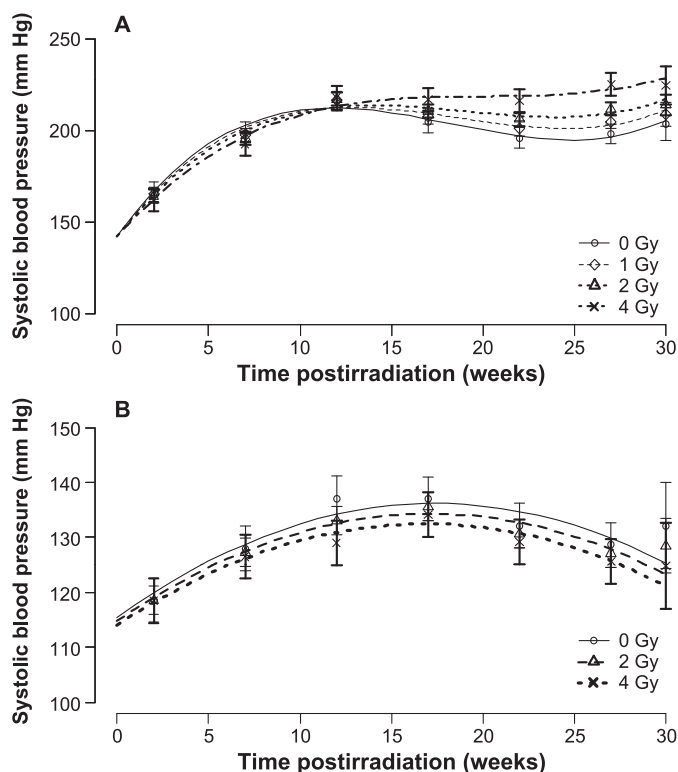 A
Systolic blood pressure (mm Hg)
250
200
150
100
0 Gy
1 Gy
2 Gy
4 Gy
0 5 10 15 20 25 30
Time postirradiation (weeks)
B
Systolic blood pressure (mm Hg)
150
140
130
120
110
100
0 Gy
2 Gy
4 Gy
0 5 10 15 20 25 30
Time postirradiation (weeks)